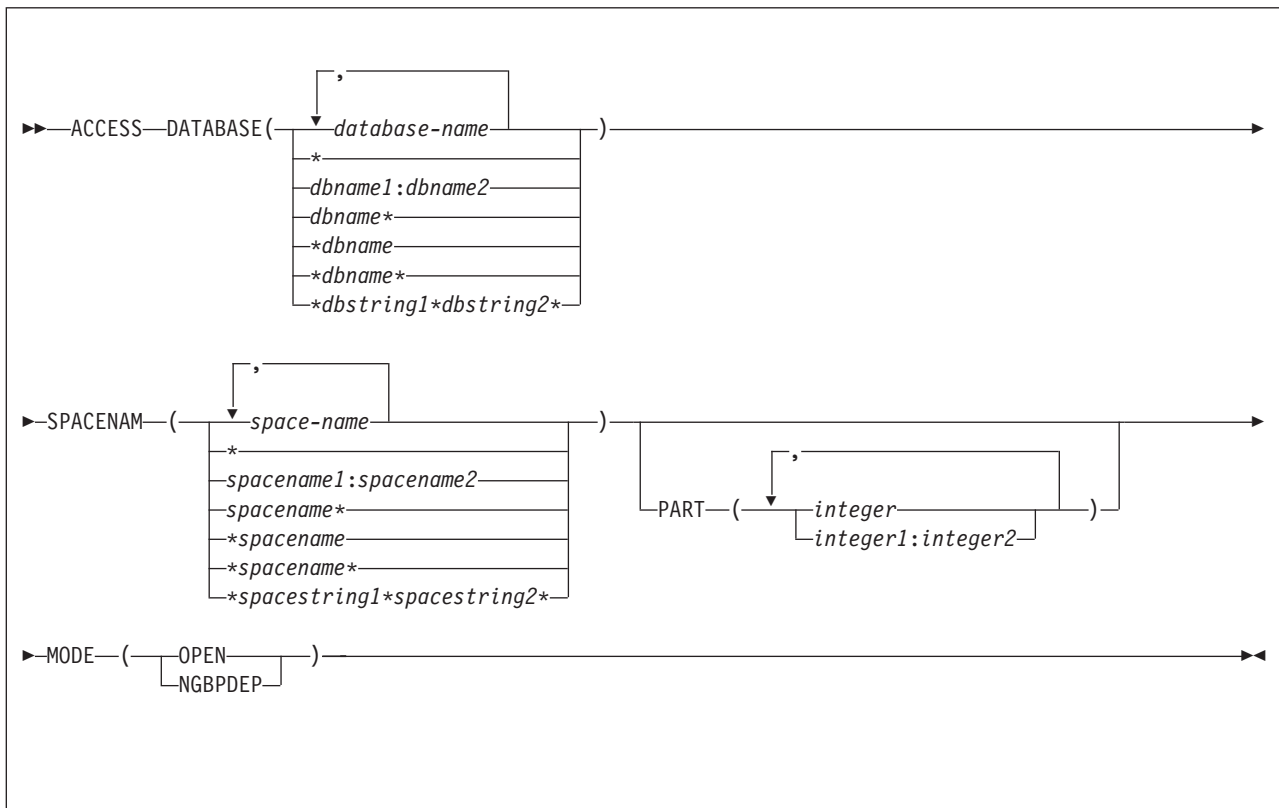 ,
ACCESS DATABASE( database-name )
*
dbname1:dbname2
dbname*
*dbname
*dbname*
*dbstring1*dbstring2*
,
SPACENAM ( space-name )
*
spacename1:spacename2
spacename*
*spacename
*spacename*
*spacestring1*spacestring2*
,
PART ( integer )
integer1:integer2
MODE ( OPEN )
NGBPDEP